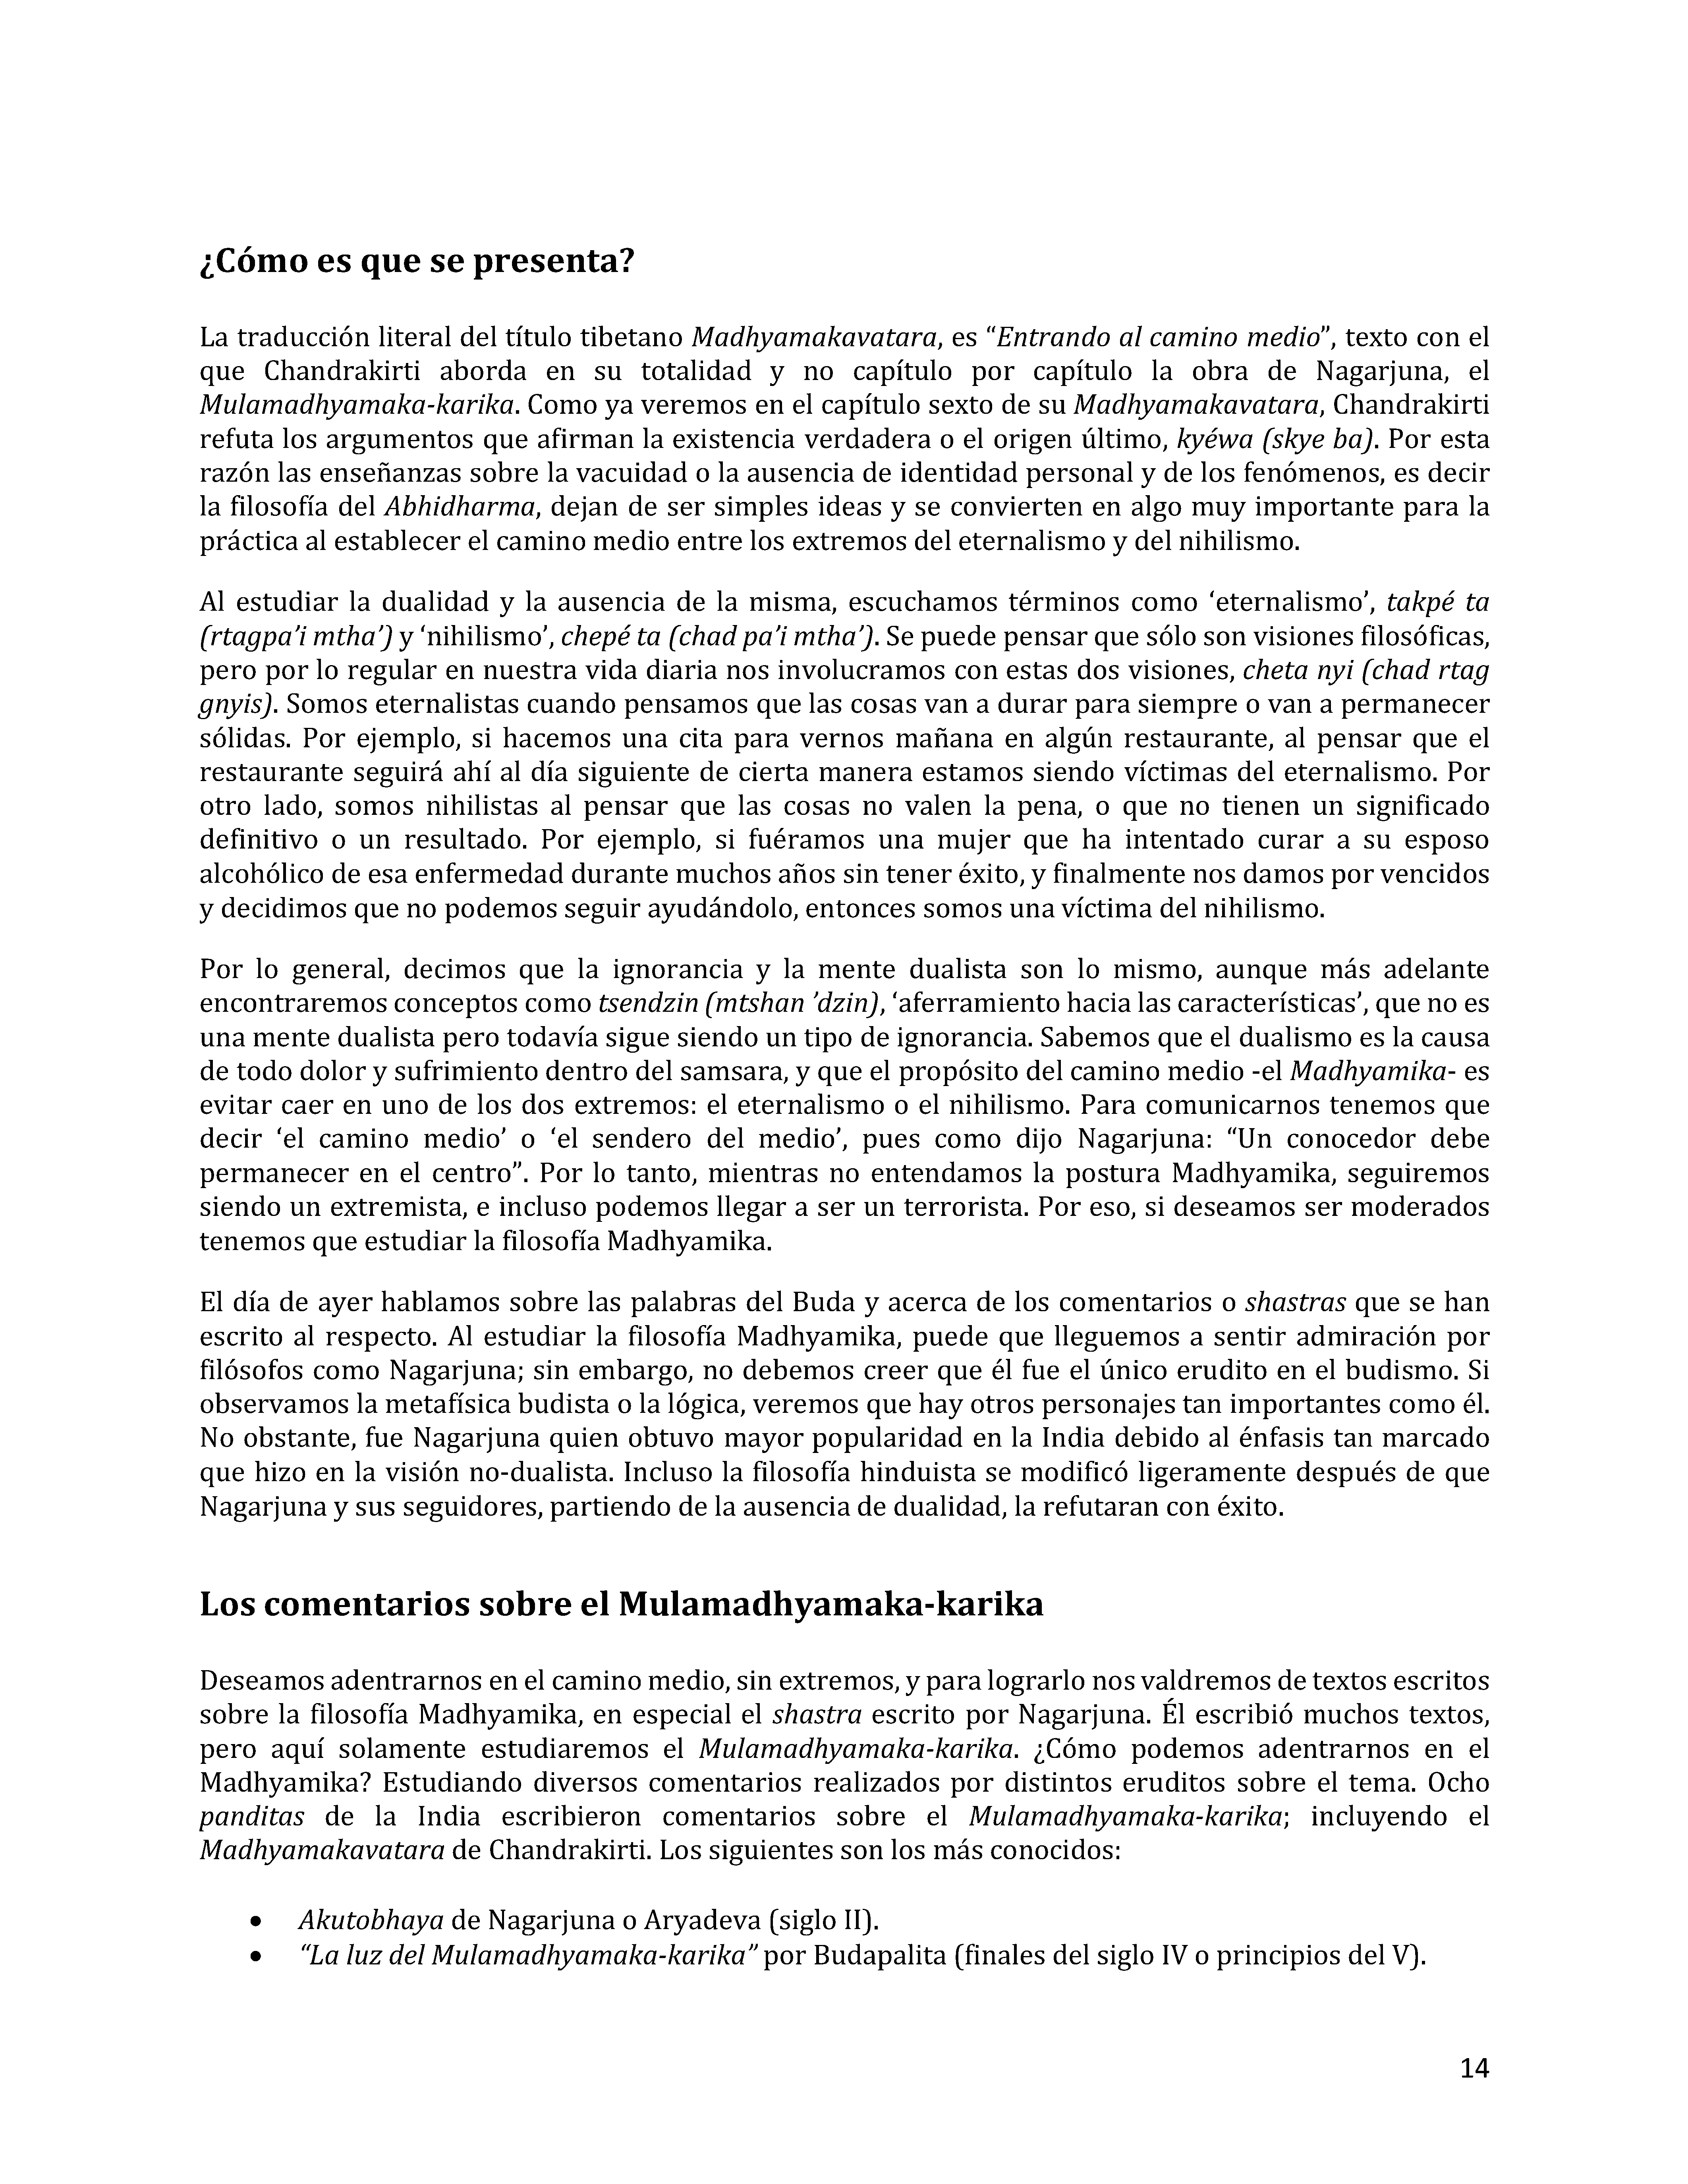 ¿Cómo es que se presenta?
La traducción literal del título tibetano Madhyamakavatara, es “Entrando al camino medio”, texto con el
que Chandrakirti aborda en su totalidad y no capítulo por capítulo la obra de Nagarjuna, el
Mulamadhyamaka-karika. Como ya veremos en el capítulo sexto de su Madhyamakavatara, Chandrakirti
refuta los argumentos que afirman la existencia verdadera o el origen último, kyéwa (skye ba). Por esta
razón las enseñanzas sobre la vacuidad o la ausencia de identidad personal y de los fenómenos, es decir
la filosofía del Abhidharma, dejan de ser simples ideas y se convierten en algo muy importante para la
práctica al establecer el camino medio entre los extremos del eternalismo y del nihilismo.
Al estudiar la dualidad y la ausencia de la misma, escuchamos términos como ‘eternalismo’, takpé ta
(rtagpa’i mtha’) y ‘nihilismo’, chepé ta (chad pa’i mtha’). Se puede pensar que sólo son visiones filosóficas,
pero por lo regular en nuestra vida diaria nos involucramos con estas dos visiones, cheta nyi (chad rtag
gnyis). Somos eternalistas cuando pensamos que las cosas van a durar para siempre o van a permanecer
sólidas. Por ejemplo, si hacemos una cita para vernos mañana en algún restaurante, al pensar que el
restaurante seguirá ahí al día siguiente de cierta manera estamos siendo víctimas del eternalismo. Por
otro lado, somos nihilistas al pensar que las cosas no valen la pena, o que no tienen un significado
definitivo o un resultado. Por ejemplo, si fuéramos una mujer que ha intentado curar a su esposo
alcohólico de esa enfermedad durante muchos años sin tener éxito, y finalmente nos damos por vencidos
y decidimos que no podemos seguir ayudándolo, entonces somos una víctima del nihilismo.
Por lo general, decimos que la ignorancia y la mente dualista son lo mismo, aunque más adelante
encontraremos conceptos como tsendzin (mtshan ’dzin), ‘aferramiento hacia las características’, que no es
una mente dualista pero todavía sigue siendo un tipo de ignorancia. Sabemos que el dualismo es la causa
de todo dolor y sufrimiento dentro del samsara, y que el propósito del camino medio -el Madhyamika- es
evitar caer en uno de los dos extremos: el eternalismo o el nihilismo. Para comunicarnos tenemos que
decir ‘el camino medio’ o ‘el sendero del medio’, pues como dijo Nagarjuna: “Un conocedor debe
permanecer en el centro”. Por lo tanto, mientras no entendamos la postura Madhyamika, seguiremos
siendo un extremista, e incluso podemos llegar a ser un terrorista. Por eso, si deseamos ser moderados
tenemos que estudiar la filosofía Madhyamika.
El día de ayer hablamos sobre las palabras del Buda y acerca de los comentarios o shastras que se han
escrito al respecto. Al estudiar la filosofía Madhyamika, puede que lleguemos a sentir admiración por
filósofos como Nagarjuna; sin embargo, no debemos creer que él fue el único erudito en el budismo. Si
observamos la metafísica budista o la lógica, veremos que hay otros personajes tan importantes como él.
No obstante, fue Nagarjuna quien obtuvo mayor popularidad en la India debido al énfasis tan marcado
que hizo en la visión no-dualista. Incluso la filosofía hinduista se modificó ligeramente después de que
Nagarjuna y sus seguidores, partiendo de la ausencia de dualidad, la refutaran con éxito.
Los comentarios sobre el Mulamadhyamaka-karika
Deseamos adentrarnos en el camino medio, sin extremos, y para lograrlo nos valdremos de textos escritos
sobre la filosofía Madhyamika, en especial el shastra escrito por Nagarjuna. Él escribió muchos textos,
pero aquí solamente estudiaremos el Mulamadhyamaka-karika. ¿Cómo podemos adentrarnos en el
Madhyamika? Estudiando diversos comentarios realizados por distintos eruditos sobre el tema. Ocho
panditas de la India escribieron comentarios sobre el Mulamadhyamaka-karika; incluyendo el
Madhyamakavatara de Chandrakirti. Los siguientes son los más conocidos:
• Akutobhaya de Nagarjuna o Aryadeva (siglo II).
• “La luz del Mulamadhyamaka-karika” por Budapalita (finales del siglo IV o principios del V).
14